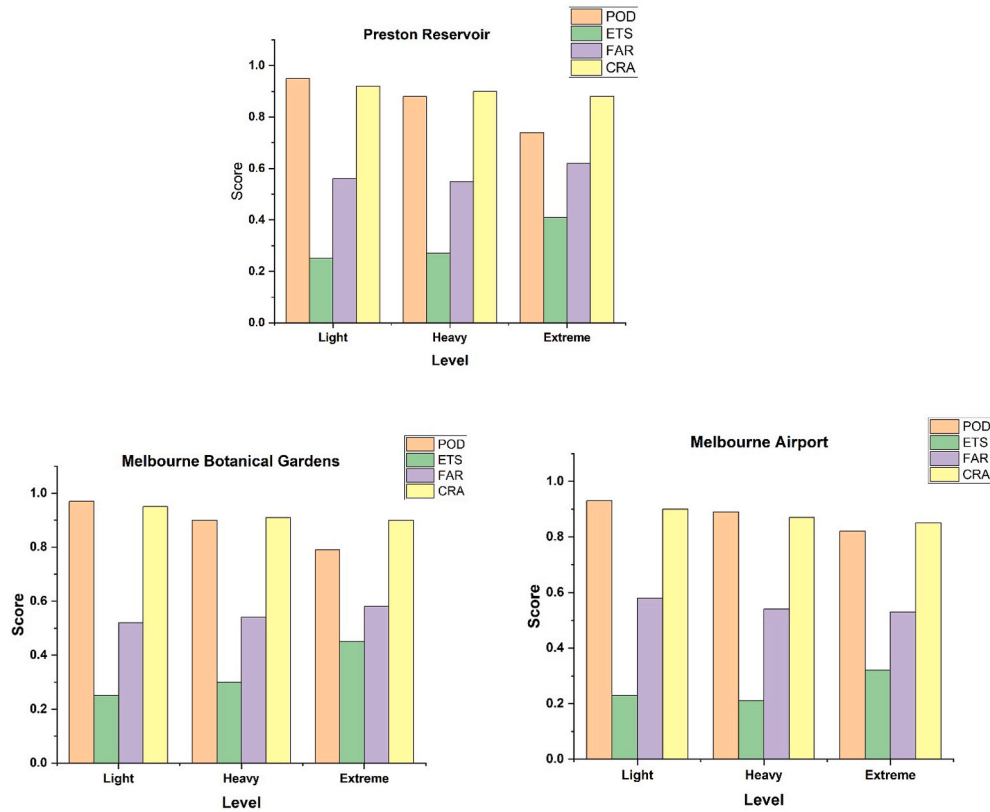 Preston Reservoir
POD
ETS
FAR
CRA
1.0
0.8
0.6
0.4
0.2
0.0
Score
Light Heavy Extreme
Level
Melbourne Botanical Gardens
POD
ETS
FAR
CRA
1.0
0.8
0.6
0.4
0.2
0.0
Score
Light Heavy Extreme
Level
Melbourne Airport
POD
ETS
FAR
CRA
1.0
0.8
0.6
0.4
0.2
0.0
Score
Light Heavy Extreme
Level